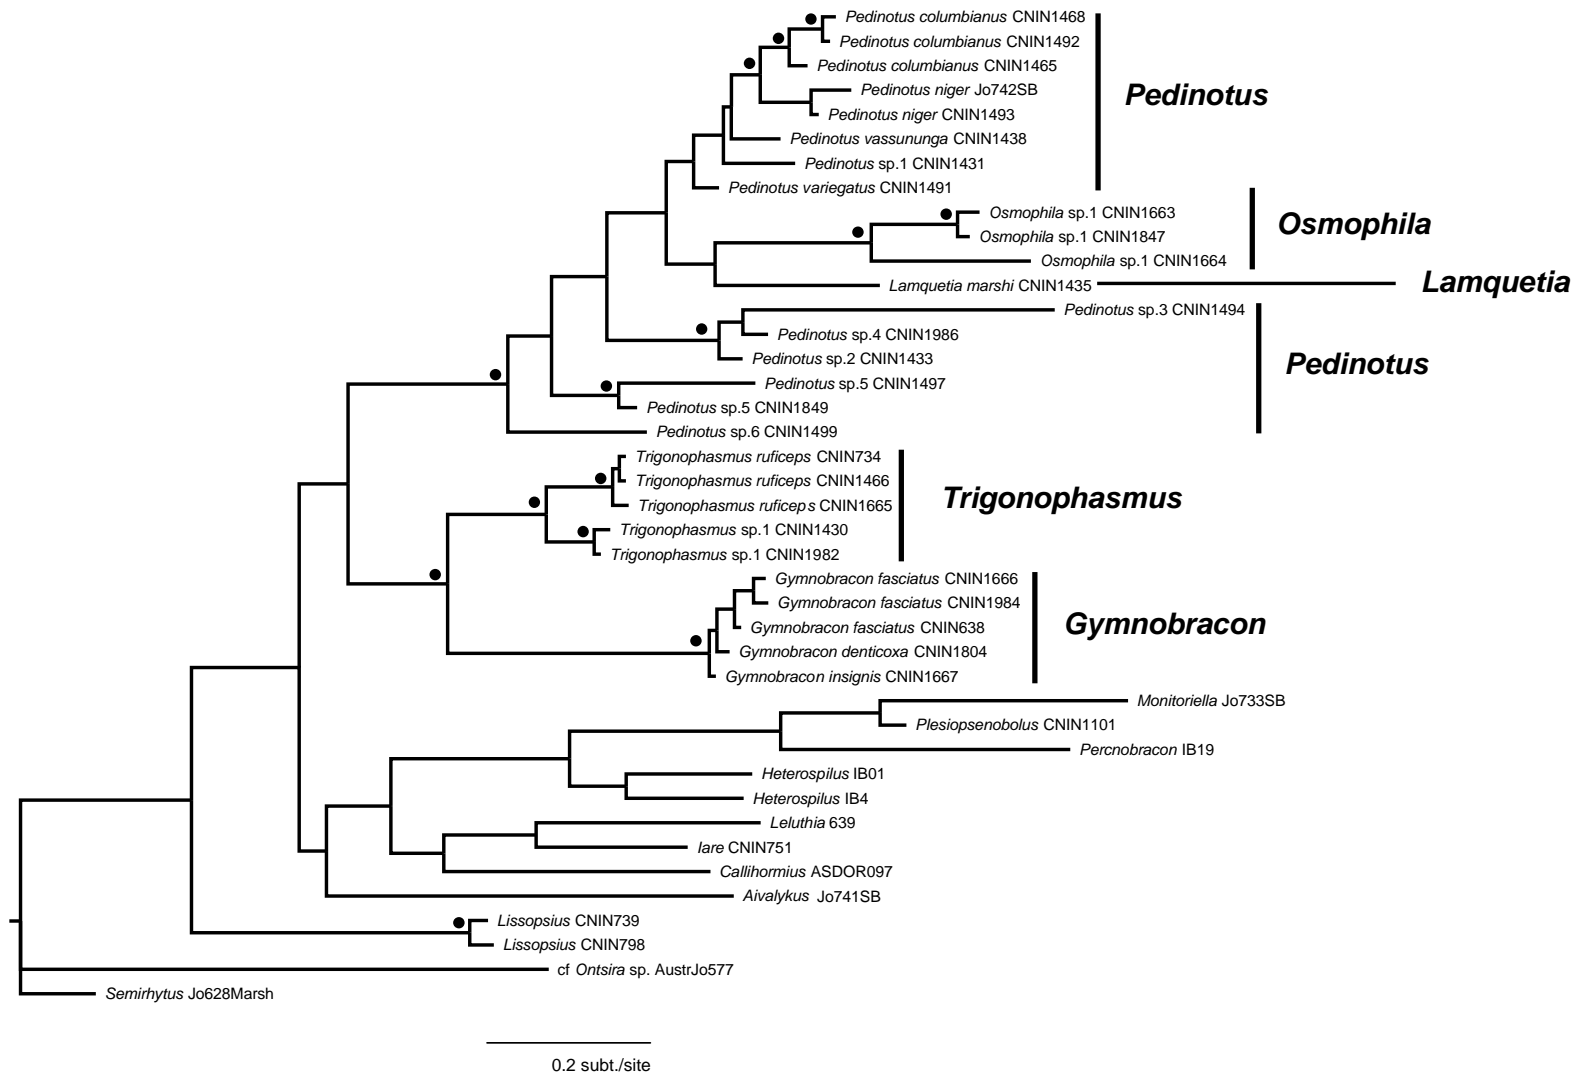 Pedinotus columbianus CNIN1468
Pedinotus columbianus CNIN1492
Pedinotus columbianus CNIN1465
Pedinotus niger Jo742SB
Pedinotus
Pedinotus niger CNIN1493
Pedinotus vassununga CNIN1438
Pedinotus sp.1 CNIN1431
Pedinotus variegatus CNIN1491
Osmophila sp.1 CNIN1663
Osmophila
Osmophila sp.1 CNIN1847
Osmophila sp.1 CNIN1664
Lamquetia marshi CNIN1435
Lamquetia
Pedinotus sp.3 CNIN1494
Pedinotus sp.4 CNIN1986
Pedinotus sp.2 CNIN1433
Pedinotus
Pedinotus sp.5 CNIN1497
Pedinotus sp.5 CNIN1849
Pedinotus sp.6 CNIN1499
Trigonophasmus ruficeps CNIN734
Trigonophasmus ruficeps CNIN1466
Trigonophasmus
Trigonophasmus ruficeps CNIN1665
Trigonophasmus sp.1 CNIN1430
Trigonophasmus sp.1 CNIN1982
Gymnobracon fasciatus CNIN1666
Gymnobracon fasciatus CNIN1984
Gymnobracon
Gymnobracon fasciatus CNIN638
Gymnobracon denticoxa CNIN1804
Gymnobracon insignis CNIN1667
Monitoriella Jo733SB
Plesiopsenobolus CNIN1101
Percnobracon IB19
Heterospilus IB01
Heterospilus IB4
Leluthia 639
Iare CNIN751
Callihormius ASDOR097
Aivalykus Jo741SB
Lissopsius CNIN739
Lissopsius CNIN798
cf Ontsira sp. AustrJo577
Semirhytus Jo628Marsh
0.2 subt./site